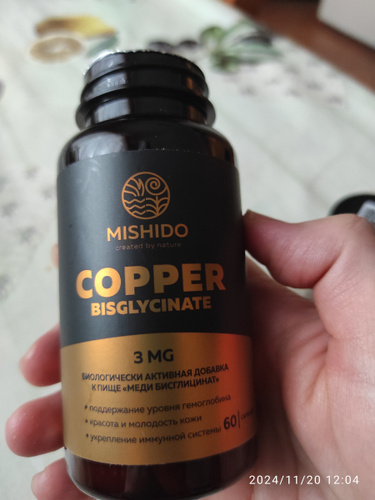 MISHIDO
created by nature
COPPER
BISGLYCINATE
3 MG
БИОЛОГИЧЕСКИ АКТИВНАЯ ДОБАВКА
К ПИЩЕ «МЕДИ БИСГЛИЦИНАТ»
• поддержание уровня гемоглобина
• красота и молодость кожи
• укрепление иммунной системы
60
2024/11/20 12:04